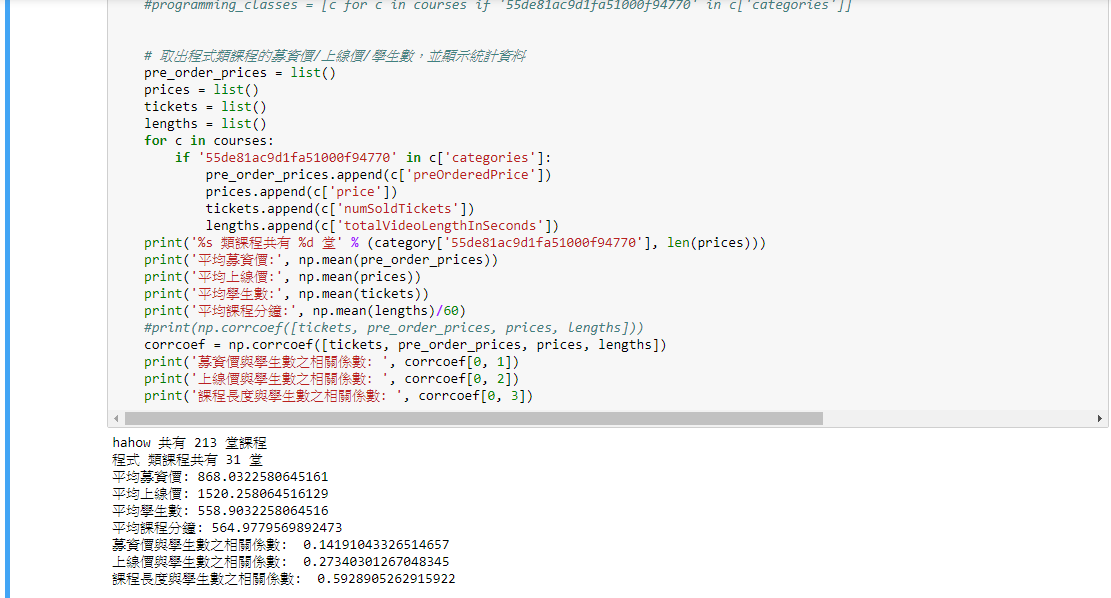 #programming_classes = [c for c in courses if '55de81ac9d1fa51000f94770' in c['categories']]
# 取出程式類課程的募資價/上線價/學生數，並顯示統計資料
pre_order_prices = list()
prices = list()
tickets = list()
lengths = list()
for c in courses:
    if '55de81ac9d1fa51000f94770' in c['categories']:
        pre_order_prices.append(c['preOrderedPrice'])
        prices.append(c['price'])
        tickets.append(c['numSoldTickets'])
        lengths.append(c['totalVideoLengthInSeconds'])
print('%s 類課程共有 %d 堂' % (category['55de81ac9d1fa51000f94770'], len(prices)))
print('平均募資價:', np.mean(pre_order_prices))
print('平均上線價:', np.mean(prices))
print('平均學生數:', np.mean(tickets))
print('平均課程分鐘:', np.mean(lengths)/60)
#print(np.corrcoef([tickets, pre_order_prices, prices, lengths]))
corrcoef = np.corrcoef([tickets, pre_order_prices, prices, lengths])
print('募資價與學生數之相關係數: ', corrcoef[0, 1])
print('上線價與學生數之相關係數: ', corrcoef[0, 2])
print('課程長度與學生數之相關係數: ', corrcoef[0, 3])
hahow 共有 213 堂課程
程式 類課程共有 31 堂
平均募資價: 868.0322580645161
平均上線價: 1520.258064516129
平均學生數: 558.9032258064516
平均課程分鐘: 564.9779569892473
募資價與學生數之相關係數:  0.14191043326514657
上線價與學生數之相關係數:  0.27340301267048345
課程長度與學生數之相關係數:  0.5928905262915922